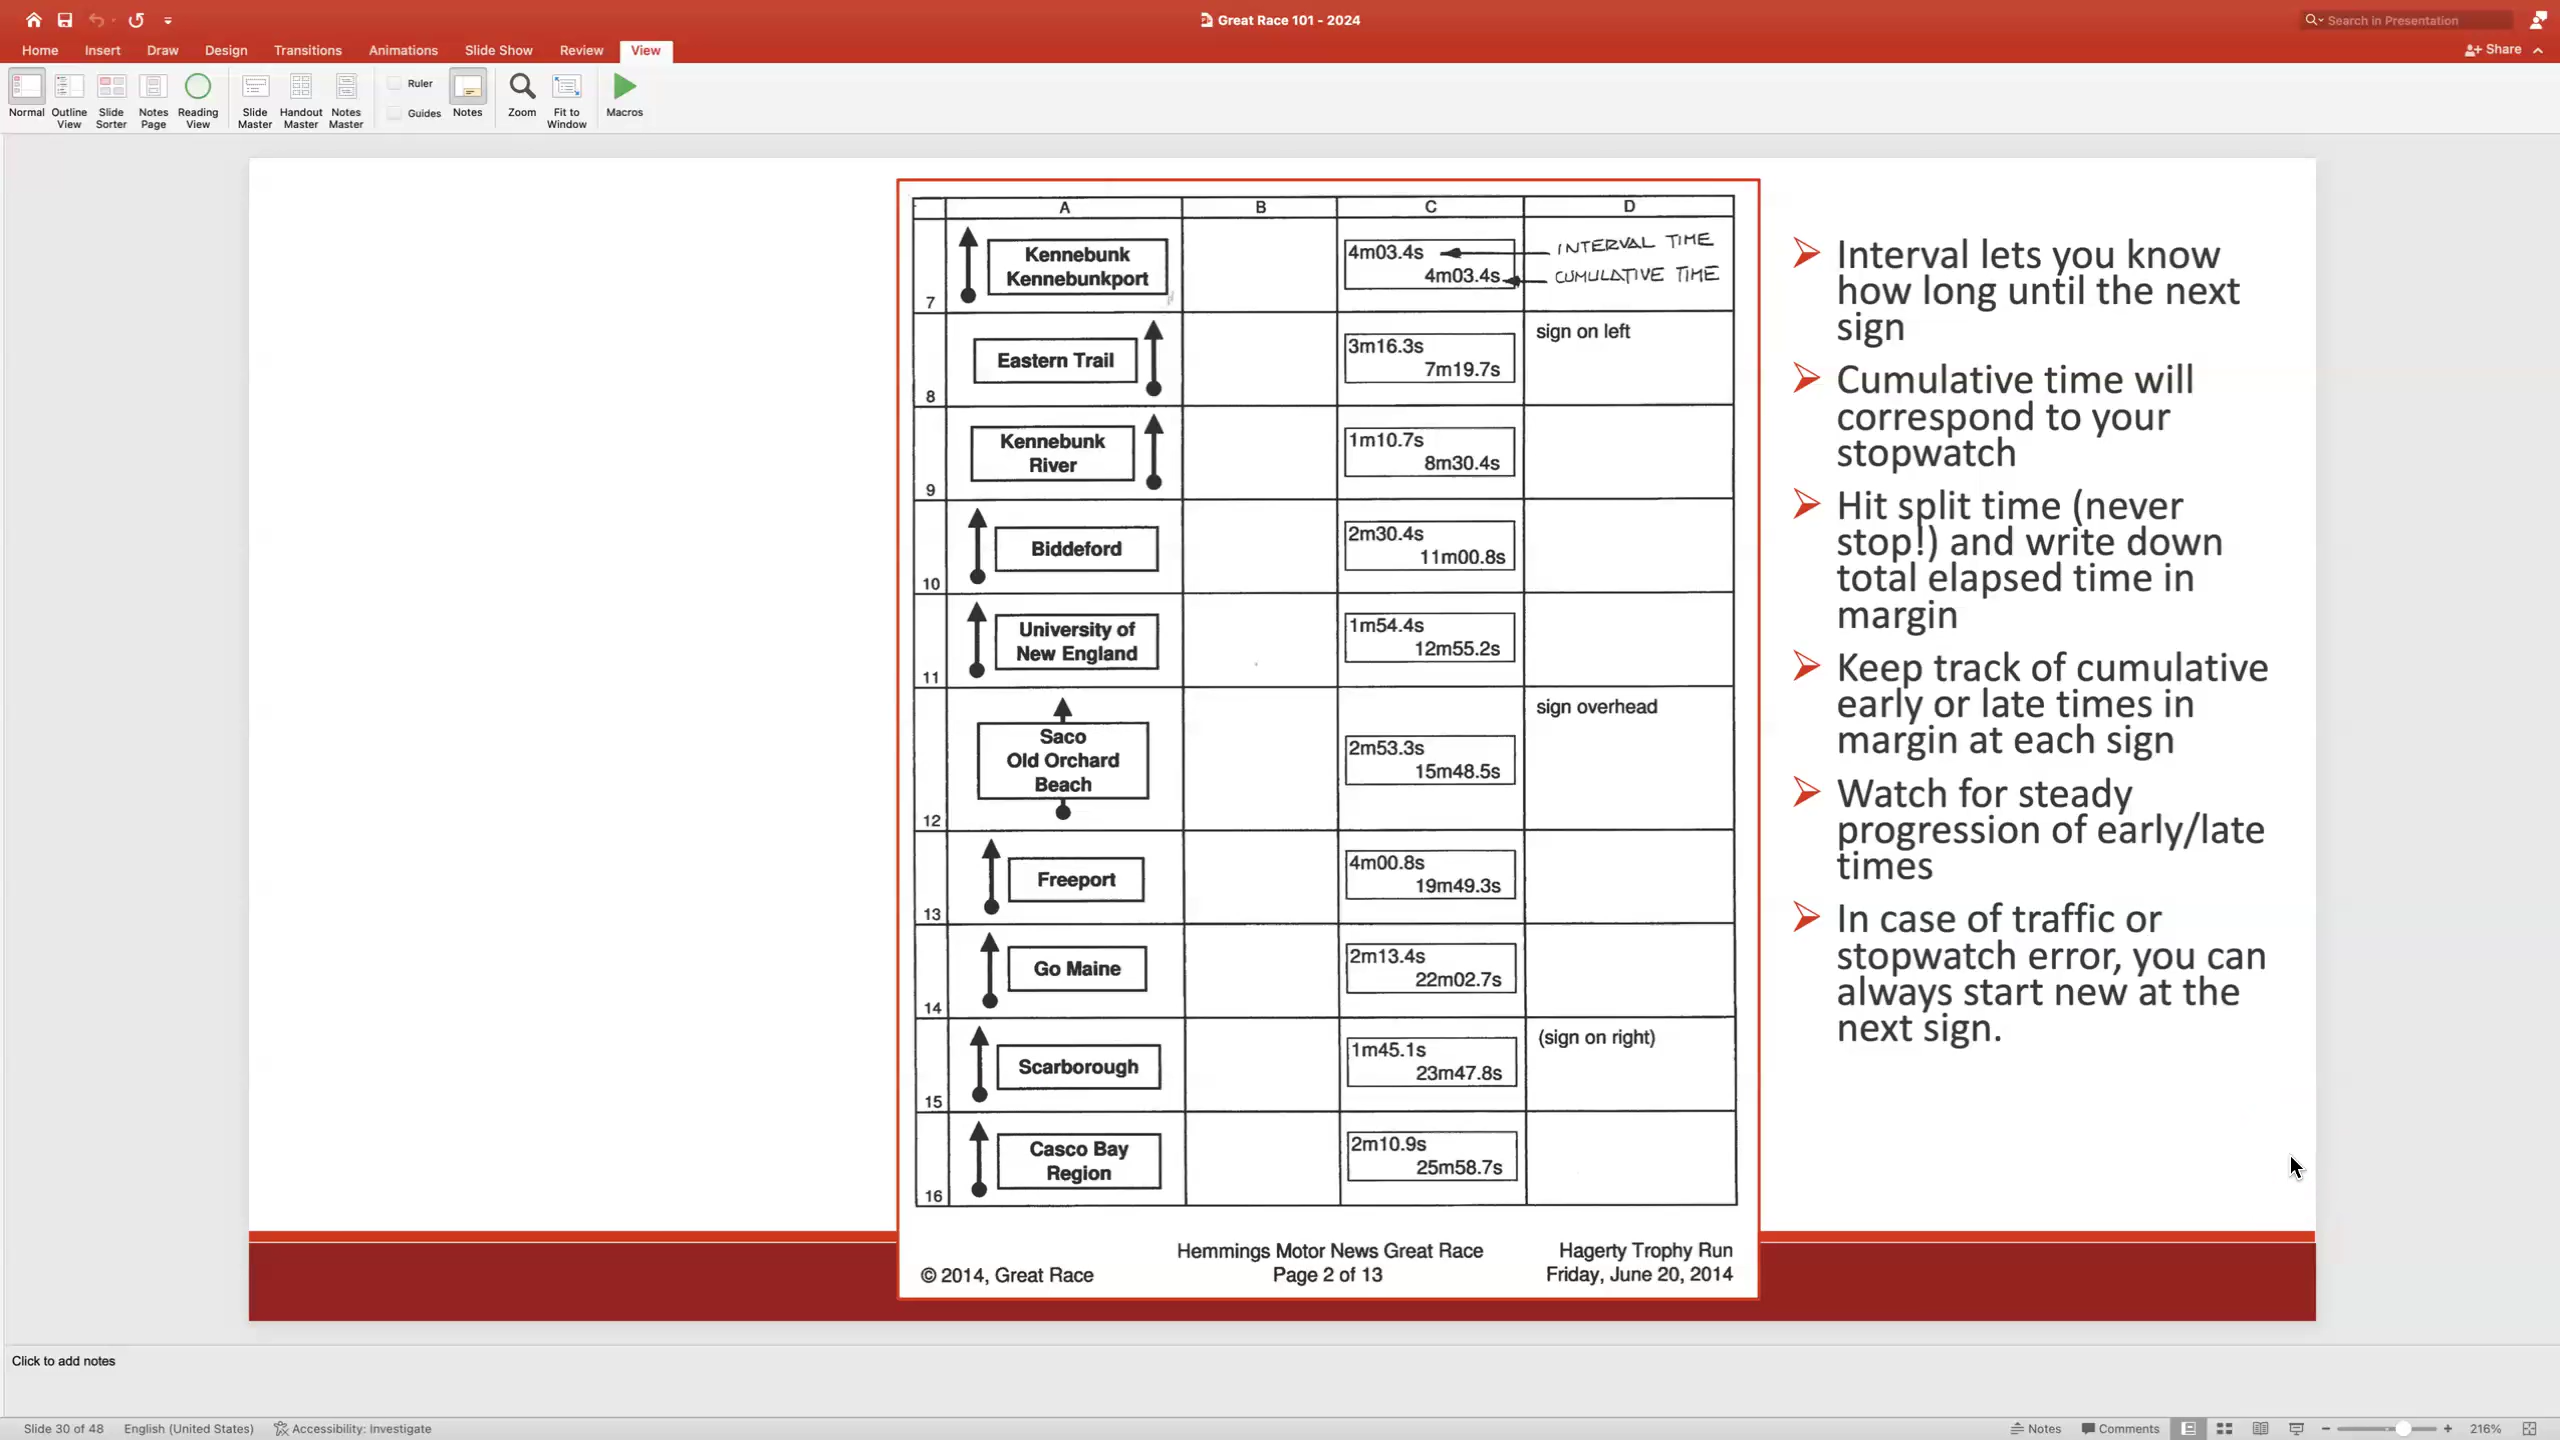 Great Race 101 - 2024
Search in Presentation
Home Insert Draw Design Transitions Animations Slide Show Review View
Share
Normal
Outline View
Slide Sorter
Notes Page
Reading View
Slide Master
Handout Master
Notes Master
Ruler
Guides
Notes
Zoom
Fit to Window
Macros
A B C D
7
Kennebunk
Kennebunkport
4m03.4s
4m03.4s
INTERVAL TIME
CUMULATIVE TIME
8
Eastern Trail
3m16.3s
7m19.7s
sign on left
9
Kennebunk
River
1m10.7s
8m30.4s
10
Biddeford
2m30.4s
11m00.8s
11
University of
New England
1m54.4s
12m55.2s
12
Saco
Old Orchard
Beach
2m53.3s
15m48.5s
sign overhead
13
Freeport
4m00.8s
19m49.3s
14
Go Maine
2m13.4s
22m02.7s
15
Scarborough
1m45.1s
23m47.8s
(sign on right)
16
Casco Bay
Region
2m10.9s
25m58.7s
© 2014, Great Race
Hemmings Motor News Great Race
Page 2 of 13
Hagerty Trophy Run
Friday, June 20, 2014
Interval lets you know
how long until the next
sign
Cumulative time will
correspond to your
stopwatch
Hit split time (never
stop!) and write down
total elapsed time in
margin
Keep track of cumulative
early or late times in
margin at each sign
Watch for steady
progression of early/late
times
In case of traffic or
stopwatch error, you can
always start new at the
next sign.
Click to add notes
Slide 30 of 48 English (United States) Accessibility: Investigate
Notes Comments 216%